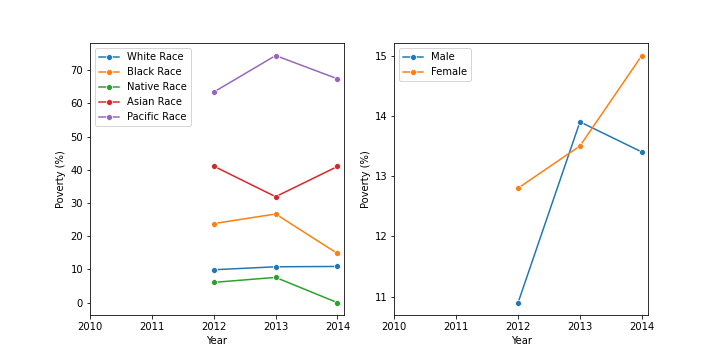 White Race
Black Race
Native Race
Asian Race
Pacific Race
Poverty (%)
70
60
50
40
30
20
10
0
2010 2011 2012 2013 2014
Year
Male
Female
Poverty (%)
15
14
13
12
11
2010 2011 2012 2013 2014
Year